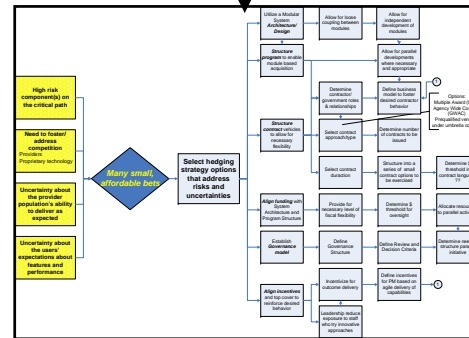 High risk
component(s) on
the critical path
Need to foster/
address competition
Providers
Proprietary technology
Uncertainty about
the provider
population's ability
to deliver as
expected
Uncertainty about
the users'
expectations about
features and
performance
Many small,
affordable bets
Select hedging
strategy options
that address
risks and
uncertainties
Utilize a Modular
System
Architecture/
Design
Allow for loose
coupling between
modules
Allow for
independent
development of
modules
Structure
program to enable
module based
acquisition
Allow for parallel
developments
where necessary
and appropriate
Determine
contractor/
government roles
& relationships
Define business
model to foster
desired contractor
behavior
1
Options:
Multiple Award (
Agency Wide Co
(GWAC)
Prequalified ven
under umbrella co
Structure
contract vehicles
to allow for
necessary
flexibility
Select contract
approach/type
Determine number
of contracts to
be issued
Select contract
duration
Structure into a
series of small
contract options to
be exercised
Determine $
threshold in
contract langu
??
Align funding with
System
Architecture and
Program Structure
Provide for
necessary level of
fiscal flexibility
Determine $
threshold for
oversight
Allocate resou
to parallel activ
Establish
Governance
model
Define
Governance
Structure
Define Review and
Decision Criteria
Determine nee
structure para
initiative
Align incentives
and top cover to
reinforce desired
behavior
Incentivize for
outcome delivery
Define incentives
for PM based on
agile delivery of
capabilities
1
Leadership reduce
exposure to staff
who try innovative
approaches